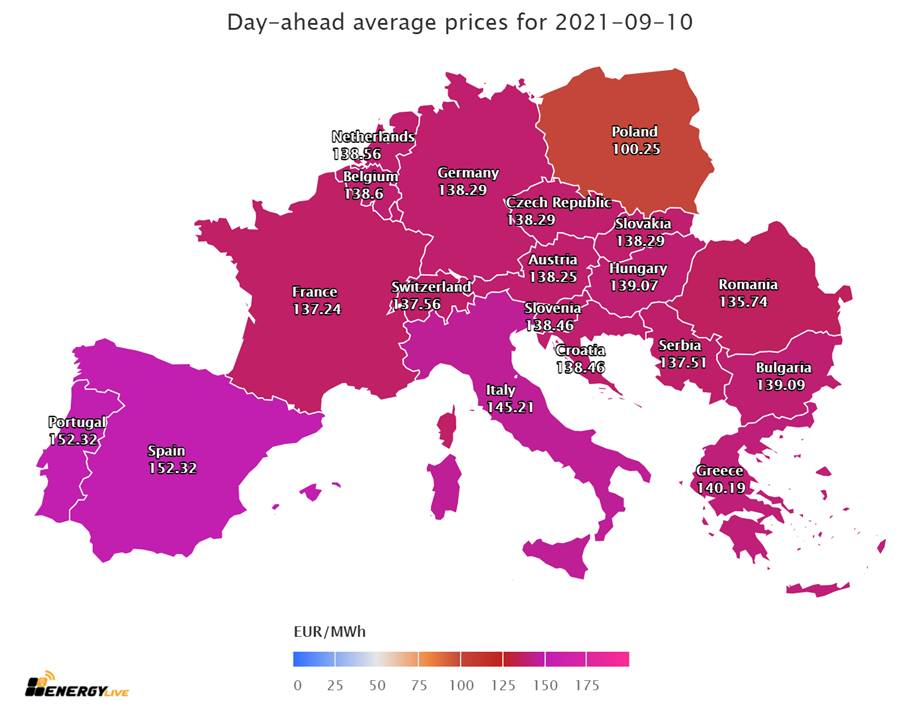 Day-ahead average prices for 2021-09-10
Poland
100.25
Netherlands
138.56
Belgium
138.6
Germany
138.29
Czech Republic
138.29
Slovakia
138.29
Austria
138.25
Hungary
139.07
France
137.24
Switzerland
137.56
Romania
135.74
Slovenia
138.46
Croatia
138.46
Serbia
137.51
Bulgaria
139.09
Italy
145.21
Portugal
152.32
Spain
152.32
Greece
140.19
EUR/MWh
0 25 50 75 100 125 150 175
ENERGY LIVE